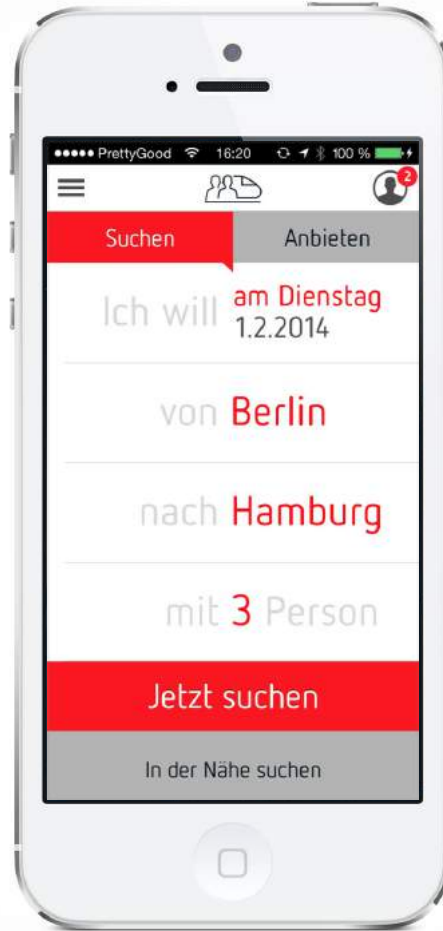 PrettyGood 16:20 100 %
2
Suchen Anbieten
Ich will am Dienstag
1.2.2014
von Berlin
nach Hamburg
mit 3 Person
Jetzt suchen
In der Nähe suchen